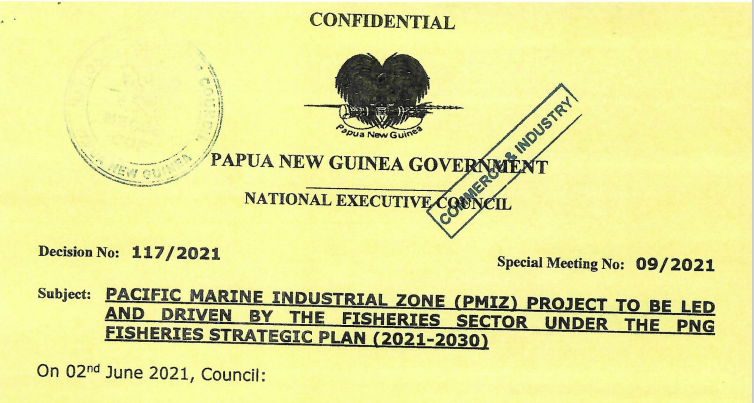 CONFIDENTIAL
Papua New Guinea
PAPUA NEW GUINEA GOVERNMENT
COMMERCE & INDUSTRY
NATIONAL EXECUTIVE COUNCIL
Decision No: 117/2021
Special Meeting No: 09/2021
Subject: PACIFIC MARINE INDUSTRIAL ZONE (PMIZ) PROJECT TO BE LED
AND DRIVEN BY THE FISHERIES SECTOR UNDER THE PNG
FISHERIES STRATEGIC PLAN (2021-2030)
On 02nd June 2021, Council:
NEW GUINEA